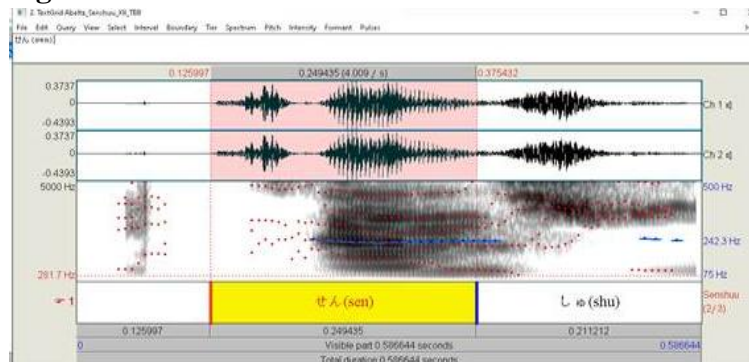 2. TextGrid Abeltz_Senshuu_XII_TBB
File Edit Query View Select Interval Boundary Tier Spectrum Pitch Intensity Formant Pulses
せん (sen)
0.125997 0.249435 (4.009 / s) 0.375432
0.3737
0
-0.4393
Ch 1
0.3737
0
-0.4393
Ch 2
5000 Hz
500 Hz
242.3 Hz
281.7 Hz
75 Hz
1
せん (sen)
しゅ (shu)
Senshuu
(2/3)
0.125997 0.249435 0.211212
0 Visible part 0.586644 seconds 0.586644
Total duration 0.586644 seconds